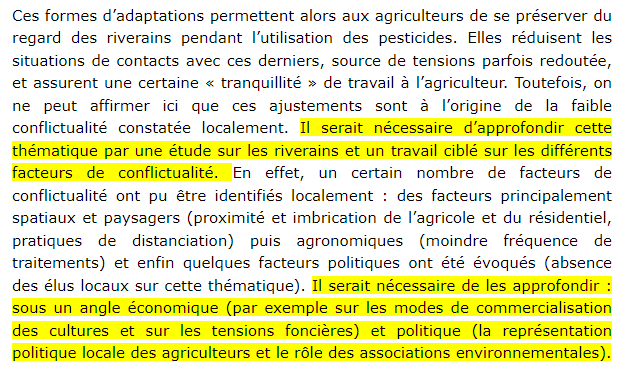 Ces formes d’adaptations permettent alors aux agriculteurs de se préserver du
regard des riverains pendant l’utilisation des pesticides. Elles réduisent les
situations de contacts avec ces derniers, source de tensions parfois redoutée,
et assurent une certaine « tranquillité » de travail à l’agriculteur. Toutefois, on
ne peut affirmer ici que ces ajustements sont à l’origine de la faible
conflictualité constatée localement. Il serait nécessaire d’approfondir cette
thématique par une étude sur les riverains et un travail ciblé sur les différents
facteurs de conflictualité. En effet, un certain nombre de facteurs de
conflictualité ont pu être identifiés localement : des facteurs principalement
spatiaux et paysagers (proximité et imbrication de l’agricole et du résidentiel,
pratiques de distanciation) puis agronomiques (moindre fréquence de
traitements) et enfin quelques facteurs politiques ont été évoqués (absence
des élus locaux sur cette thématique). Il serait nécessaire de les approfondir :
sous un angle économique (par exemple sur les modes de commercialisation
des cultures et sur les tensions foncières) et politique (la représentation
politique locale des agriculteurs et le rôle des associations environnementales).